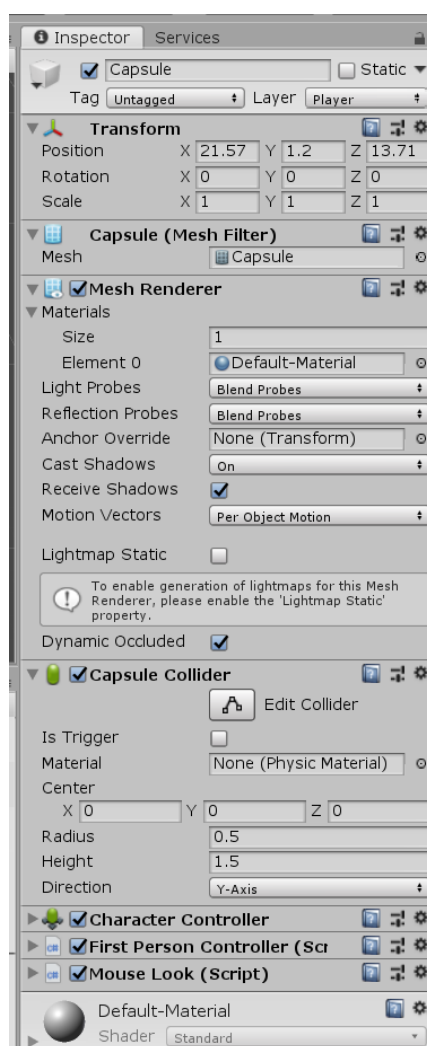 Inspector Services
Capsule Static
Tag Untagged Layer Player
Transform
Position X 21.57 Y 1.2 Z 13.71
Rotation X 0 Y 0 Z 0
Scale X 1 Y 1 Z 1
Capsule (Mesh Filter)
Mesh Capsule
Mesh Renderer
Materials
Size 1
Element 0 Default-Material
Light Probes Blend Probes
Reflection Probes Blend Probes
Anchor Override None (Transform)
Cast Shadows On
Receive Shadows
Motion Vectors Per Object Motion
Lightmap Static
To enable generation of lightmaps for this Mesh
Renderer, please enable the 'Lightmap Static'
property.
Dynamic Occluded
Capsule Collider
Edit Collider
Is Trigger
Material None (Physic Material)
Center
X 0 Y 0 Z 0
Radius 0.5
Height 1.5
Direction Y-Axis
Character Controller
c# First Person Controller (Scr
c# Mouse Look (Script)
Default-Material
Shader Standard